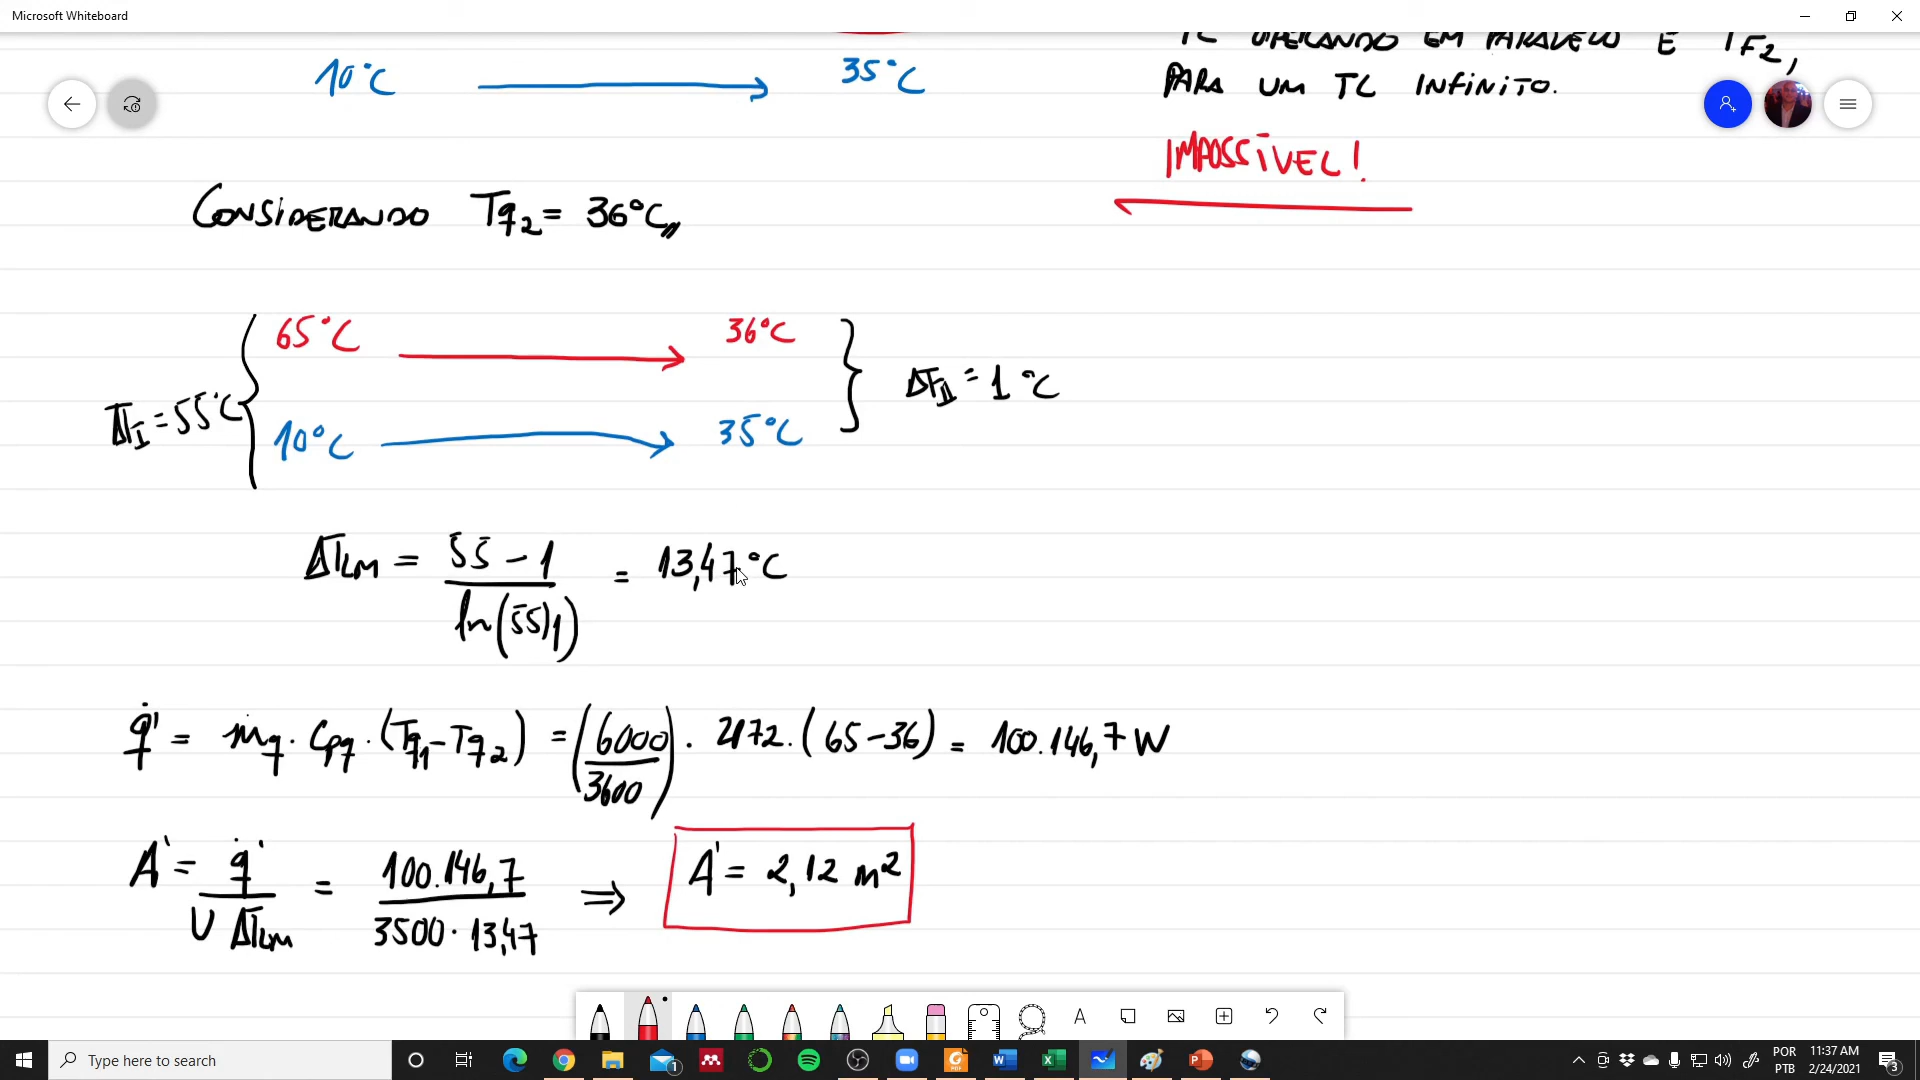 Microsoft Whiteboard
TC OPERANDO EM PARALELO E TF2,
PARA UM TC INFINITO.
10°C 35°C
IMPOSSÍVEL!
CONSIDERANDO Tq2 = 36°C,,
65°C 36°C
ΔTI = 55°C ΔTII = 1°C
10°C 35°C
ΔTLM = 55 - 1 / ln(55/1) = 13,47°C
q̇' = ṁq · Cpq · (Tq1 - Tq2) = (6000/3600) · 2072 · (65 - 36) = 100.146,7 W
A' = q̇' / U ΔTLM = 100.146,7 / 3500 · 13,47 ⇒ A' = 2,12 m²
Type here to search
POR
PTB
11:37 AM
2/24/2021